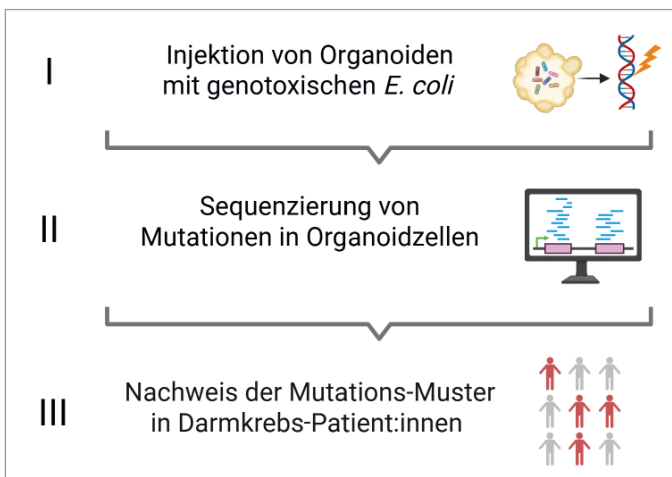 I
Injektion von Organoiden
mit genotoxischen E. coli
II
Sequenzierung von
Mutationen in Organoidzellen
III
Nachweis der Mutations-Muster
in Darmkrebs-Patient:innen